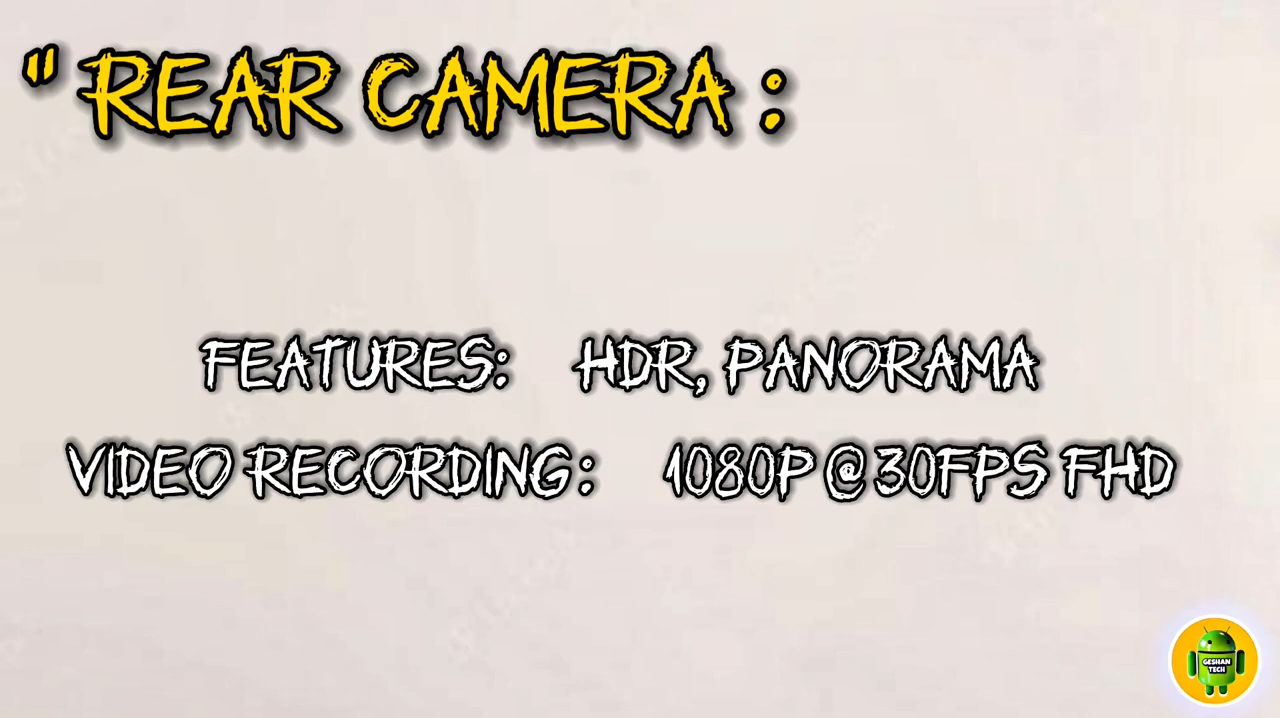 " REAR CAMERA :
FEATURES: HDR, PANORAMA
VIDEO RECORDING: 1080P@30FPS FHD
GESHAN
TECH